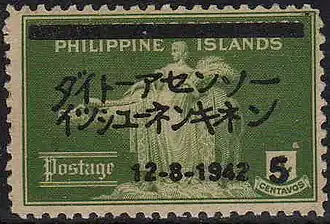 PHILIPPINE ISLANDS
ダイトーアセンソー
イッシューネンキネン
Postage
12-8-1942
5
CENTAVOS